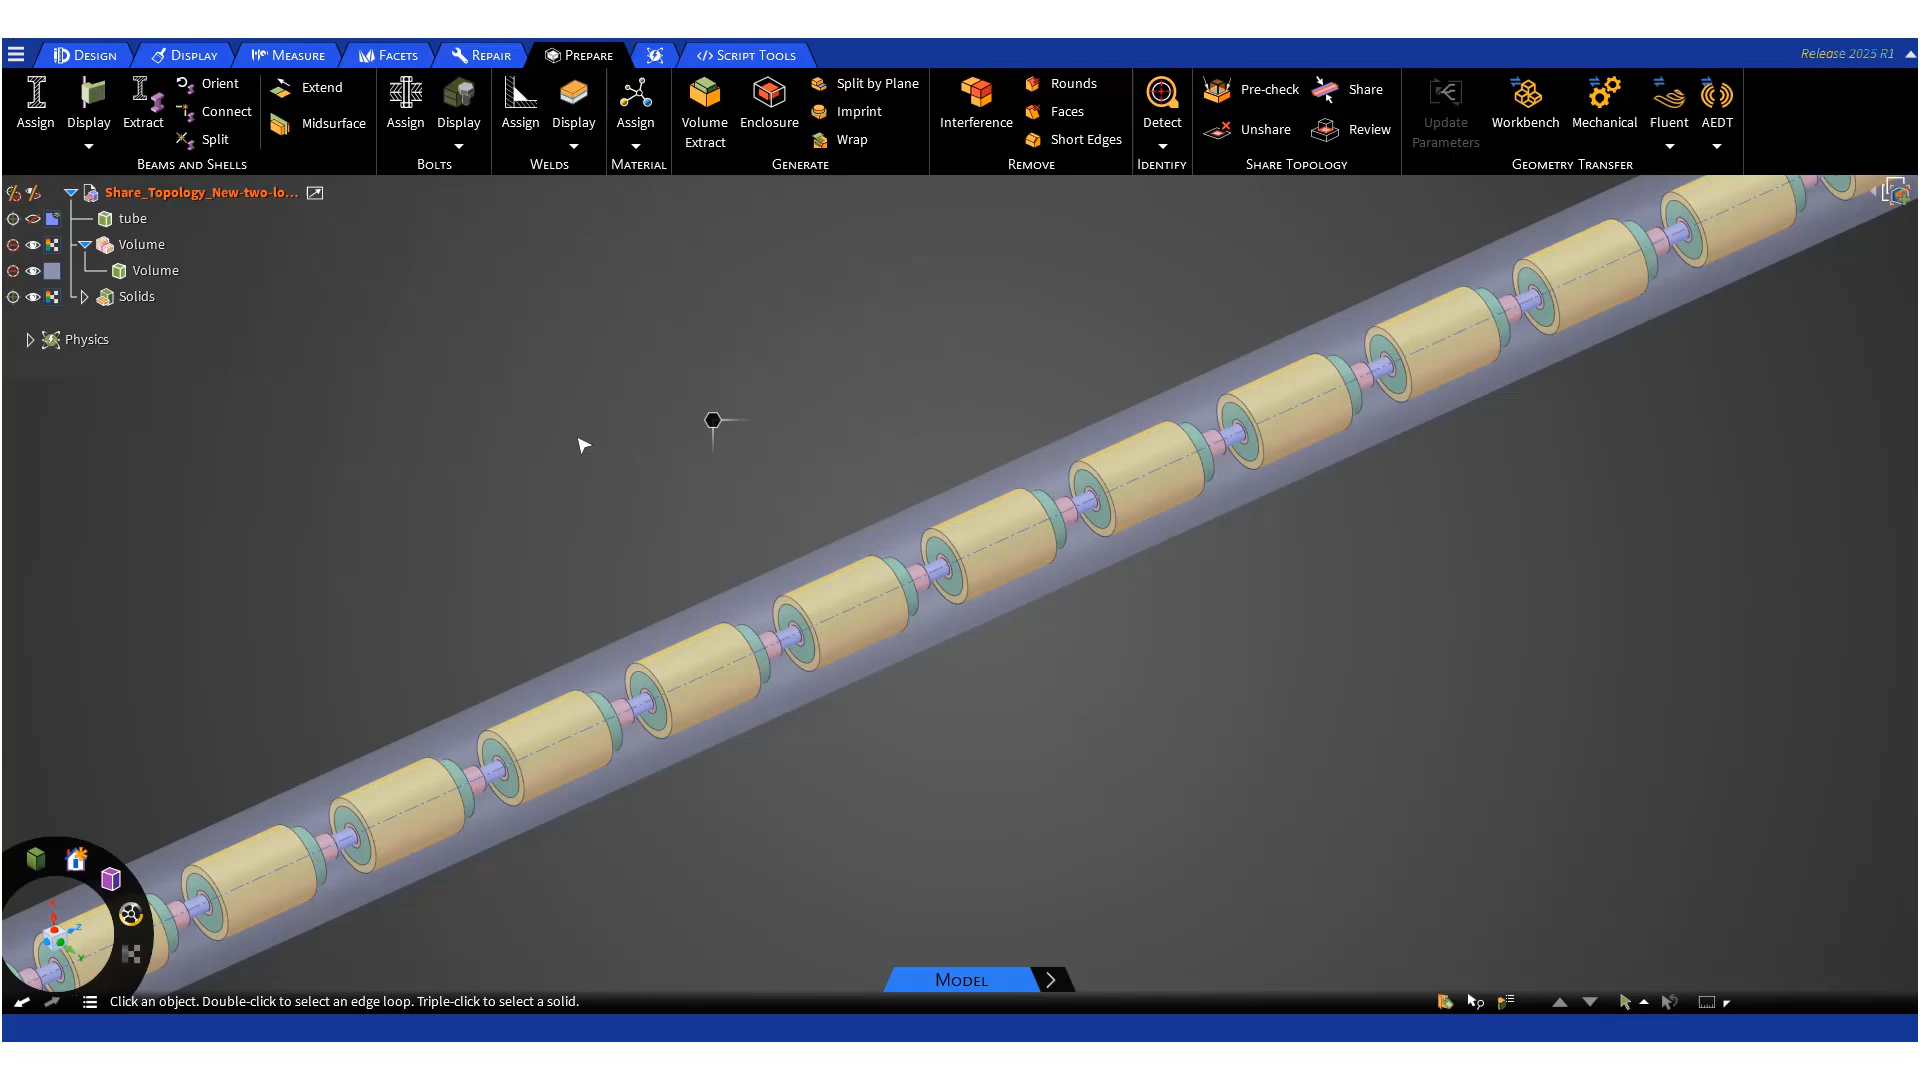 Design Display Measure Facets Repair Prepare Script Tools Release 2025 R1
Orient
Extend
Split by Plane
Rounds
Faces
Short Edges
Pre-check Share
Connect
Midsurface
Imprint
Split
Wrap
Unshare Review
Assign Display Extract Assign Display Assign Display Assign Volume Extract Enclosure Interference Detect Update Parameters Workbench Mechanical Fluent AEDT
Beams and Shells Bolts Welds Material Generate Remove Identify Share Topology Geometry Transfer
Share_Topology_New-two-lo...
tube
Volume
Volume
Solids
Physics
X
Z
Y
Model
Click an object. Double-click to select an edge loop. Triple-click to select a solid.